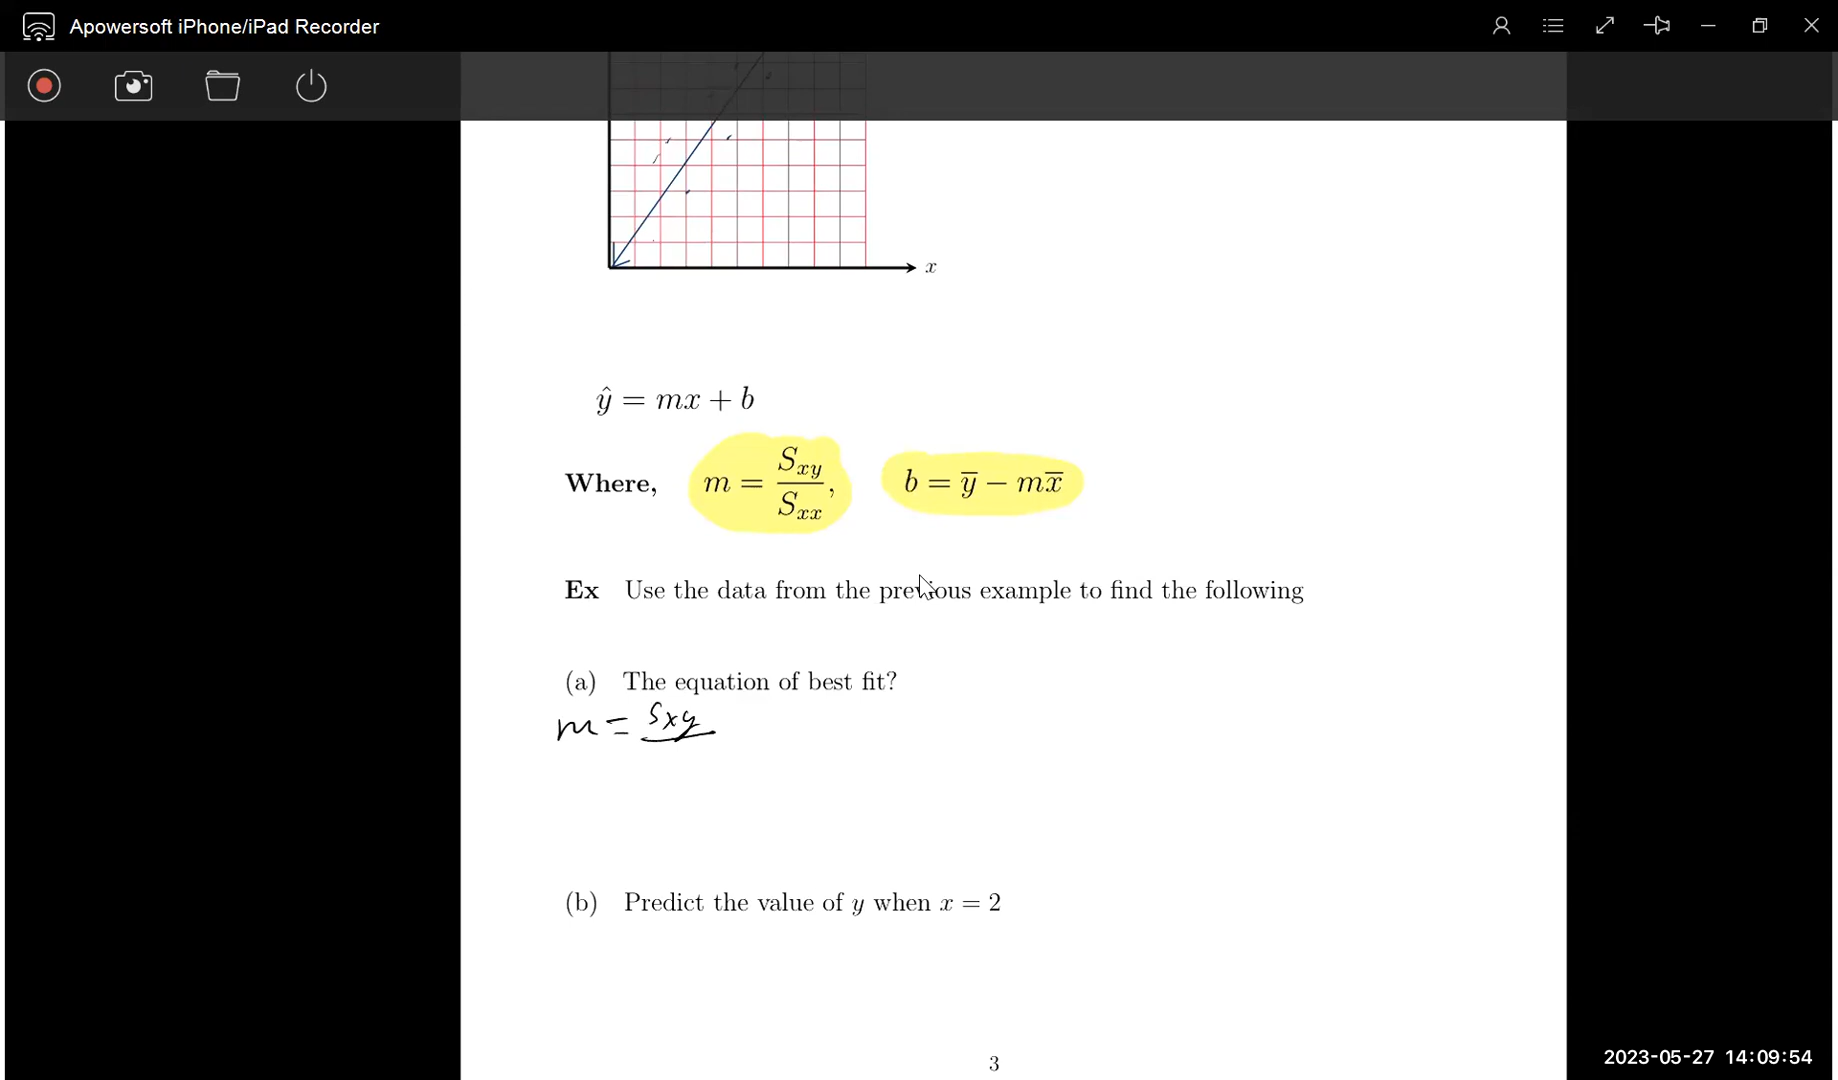 Apowersoft iPhone/iPad Recorder
x
ŷ = mx + b
Where, m = S_xy / S_xx, b = y̅ − mx̅
Ex Use the data from the previous example to find the following
(a) The equation of best fit?
m = Sxy
(b) Predict the value of y when x = 2
3
2023-05-27 14:09:54